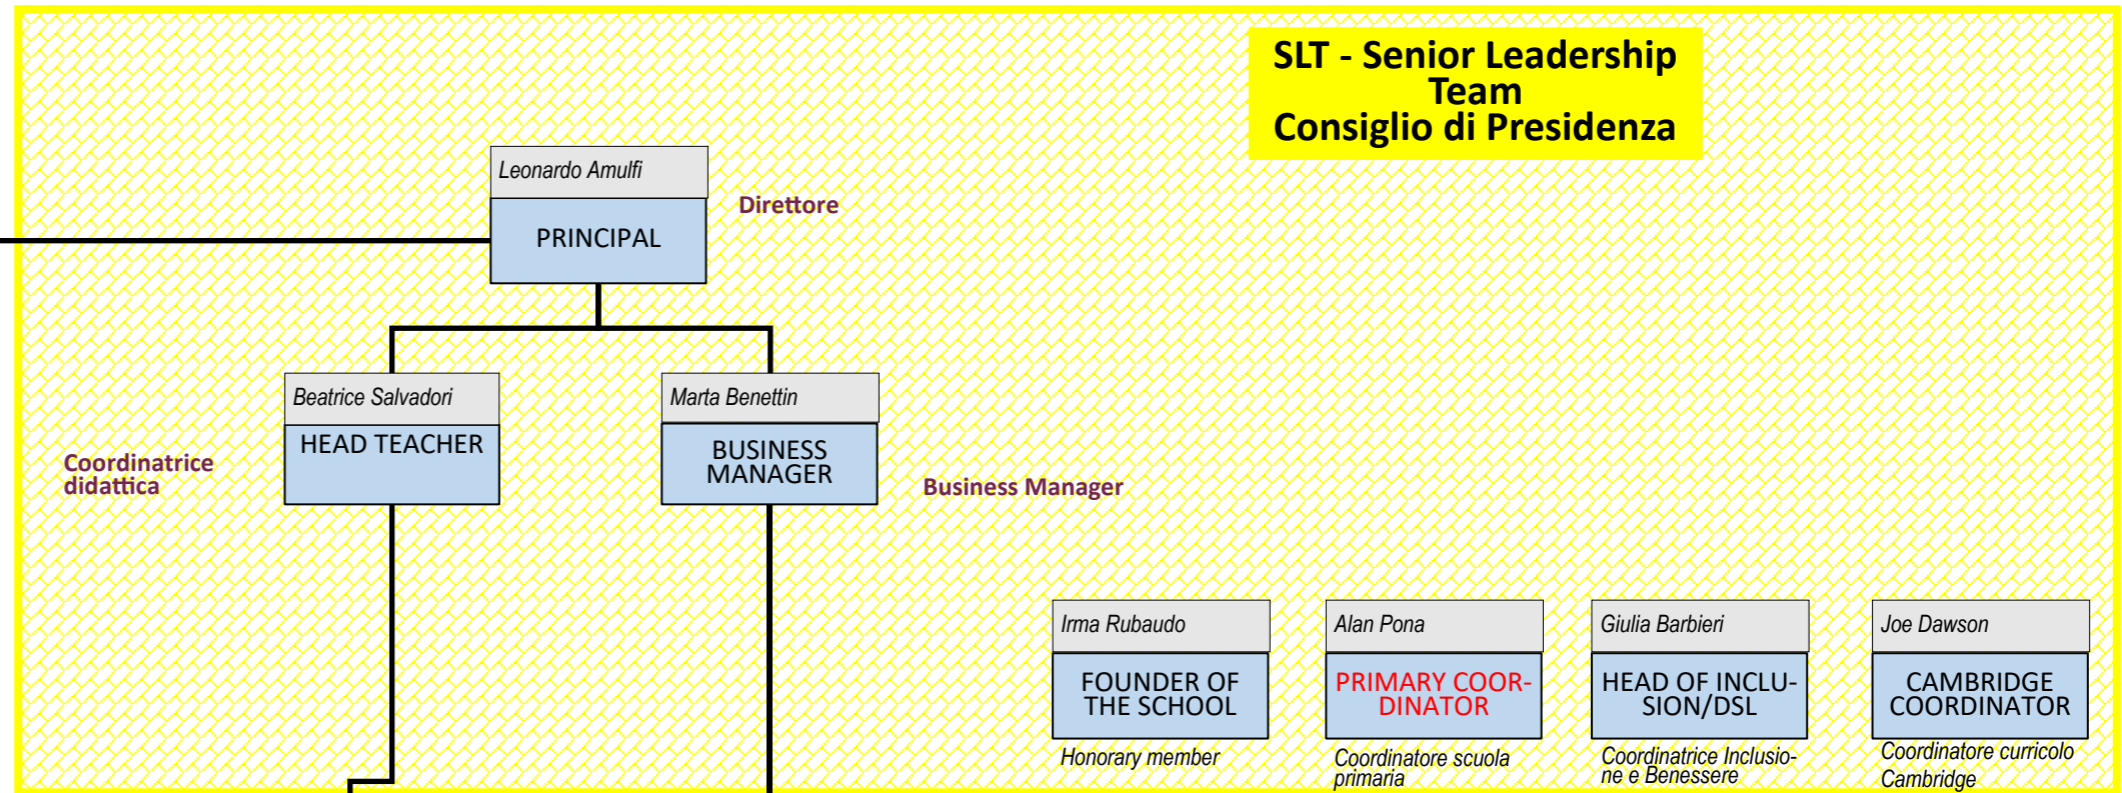 SLT - Senior Leadership
Team
Consiglio di Presidenza
Leonardo Amulfi
PRINCIPAL
Direttore
Beatrice Salvadori
HEAD TEACHER
Coordinatrice
didattica
Marta Benettin
BUSINESS
MANAGER
Business Manager
Irma Rubaudo
FOUNDER OF
THE SCHOOL
Honorary member
Alan Pona
PRIMARY COOR-
DINATOR
Coordinatore scuola
primaria
Giulia Barbieri
HEAD OF INCLU-
SION/DSL
Coordinatrice Inclusio-
ne e Benessere
Joe Dawson
CAMBRIDGE
COORDINATOR
Coordinatore curricolo
Cambridge